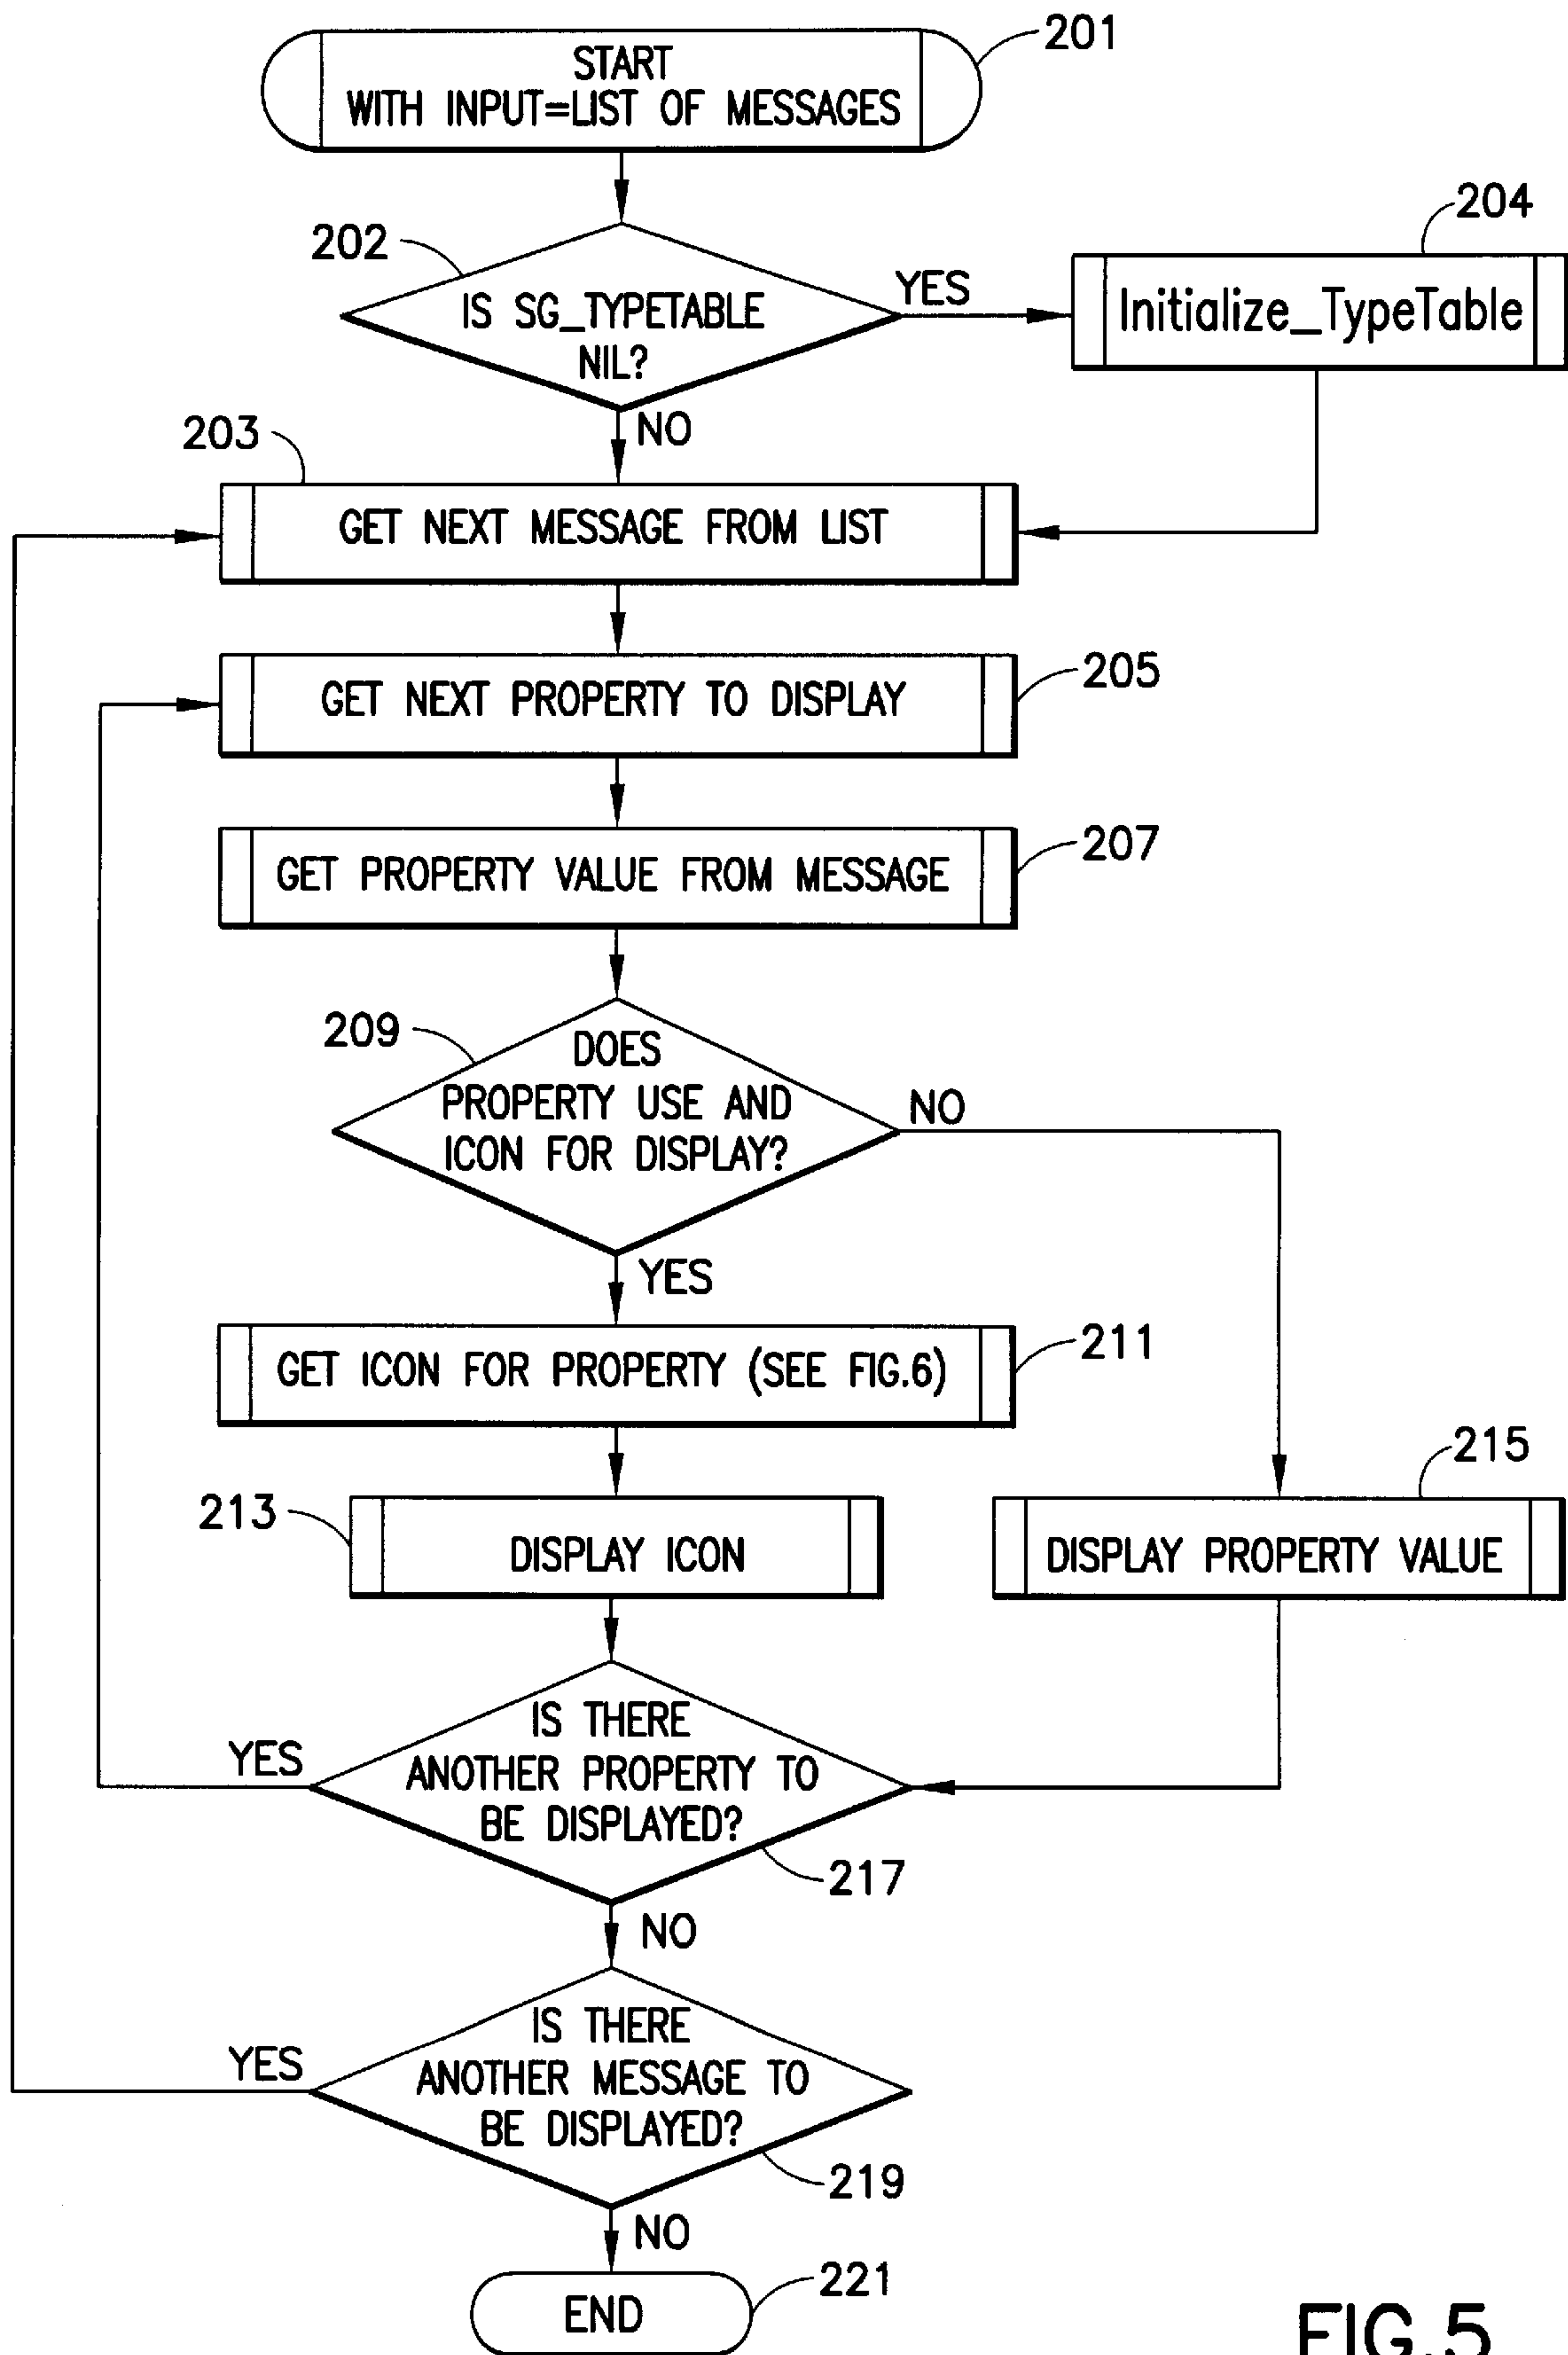 201
START
WITH INPUT=LIST OF MESSAGES
204
202
YES
IS SG_TYPETABLE
NIL?
Initialize_TypeTable
NO
203
GET NEXT MESSAGE FROM LIST
205
GET NEXT PROPERTY TO DISPLAY
207
GET PROPERTY VALUE FROM MESSAGE
209
DOES
PROPERTY USE AND
ICON FOR DISPLAY?
NO
YES
211
GET ICON FOR PROPERTY (SEE FIG.6)
215
213
DISPLAY ICON
DISPLAY PROPERTY VALUE
IS THERE
ANOTHER PROPERTY TO
BE DISPLAYED?
YES
217
NO
IS THERE
ANOTHER MESSAGE TO
BE DISPLAYED?
YES
219
NO
221
END
FIG.5